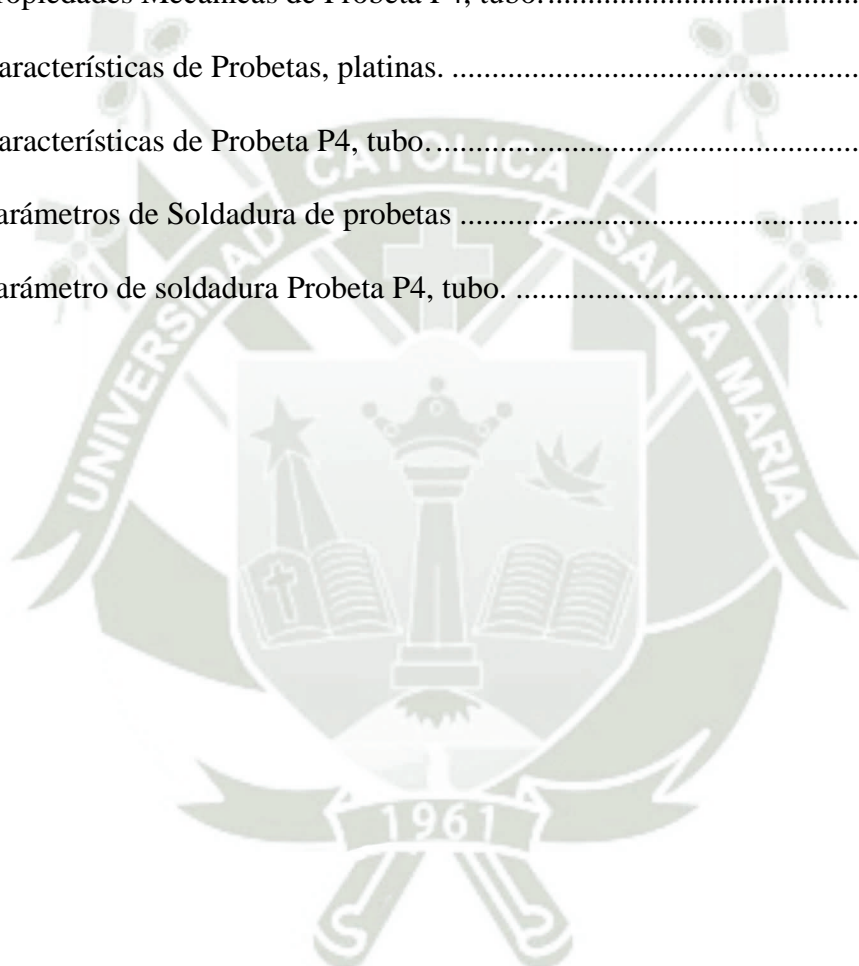 ropiedades Mecánicas de Probeta P4, tubo.......................................
aracterísticas de Probetas, platinas. ...................................................
aracterísticas de Probeta P4, tubo.....................................................
arámetros de Soldadura de probetas ..................................................
arámetro de soldadura Probeta P4, tubo. ...........................................
UNIVERSIDAD CATOLICA SANTA MARIA
1961